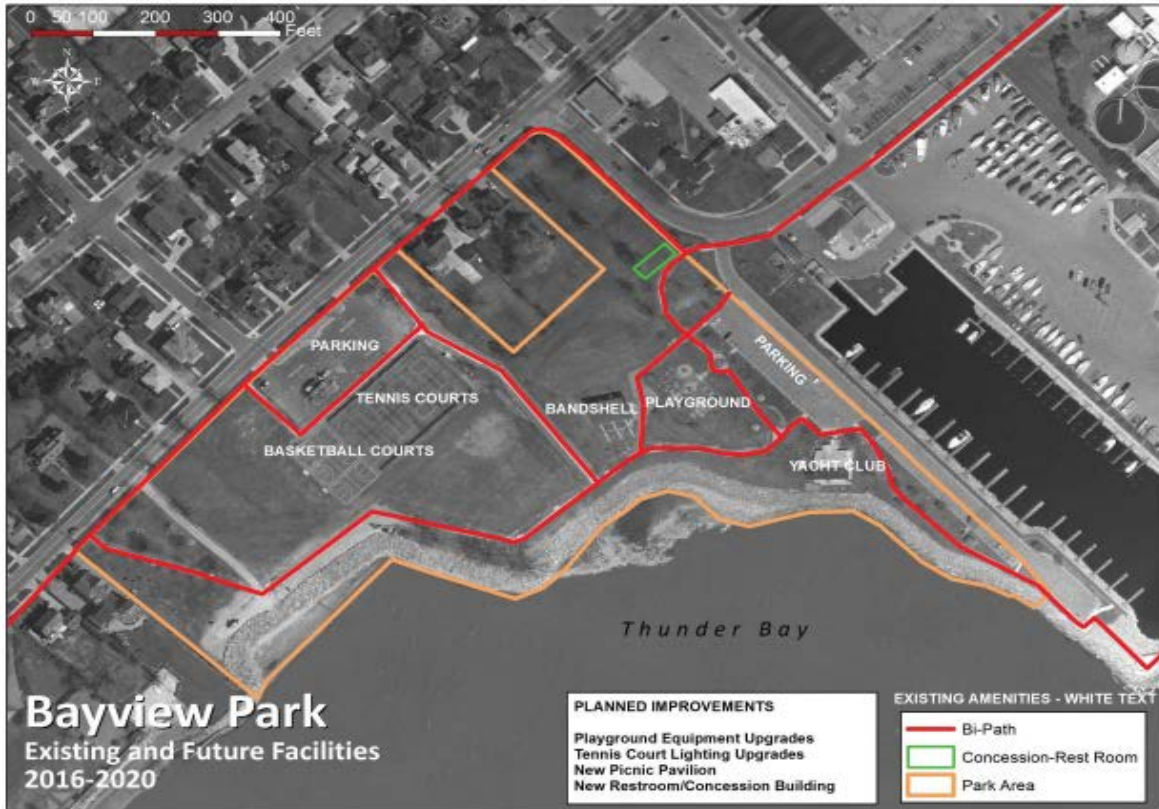 0 50 100 200 300 400
Feet
N
W E
S
PARKING
TENNIS COURTS
BASKETBALL COURTS
BANDSHELL
PLAYGROUND
PARKING
YACHT CLUB
Thunder Bay
Bayview Park
Existing and Future Facilities
2016-2020
PLANNED IMPROVEMENTS
Playground Equipment Upgrades
Tennis Court Lighting Upgrades
New Picnic Pavilion
New Restroom/Concession Building
EXISTING AMENITIES - WHITE TEXT
Bi-Path
Concession-Rest Room
Park Area